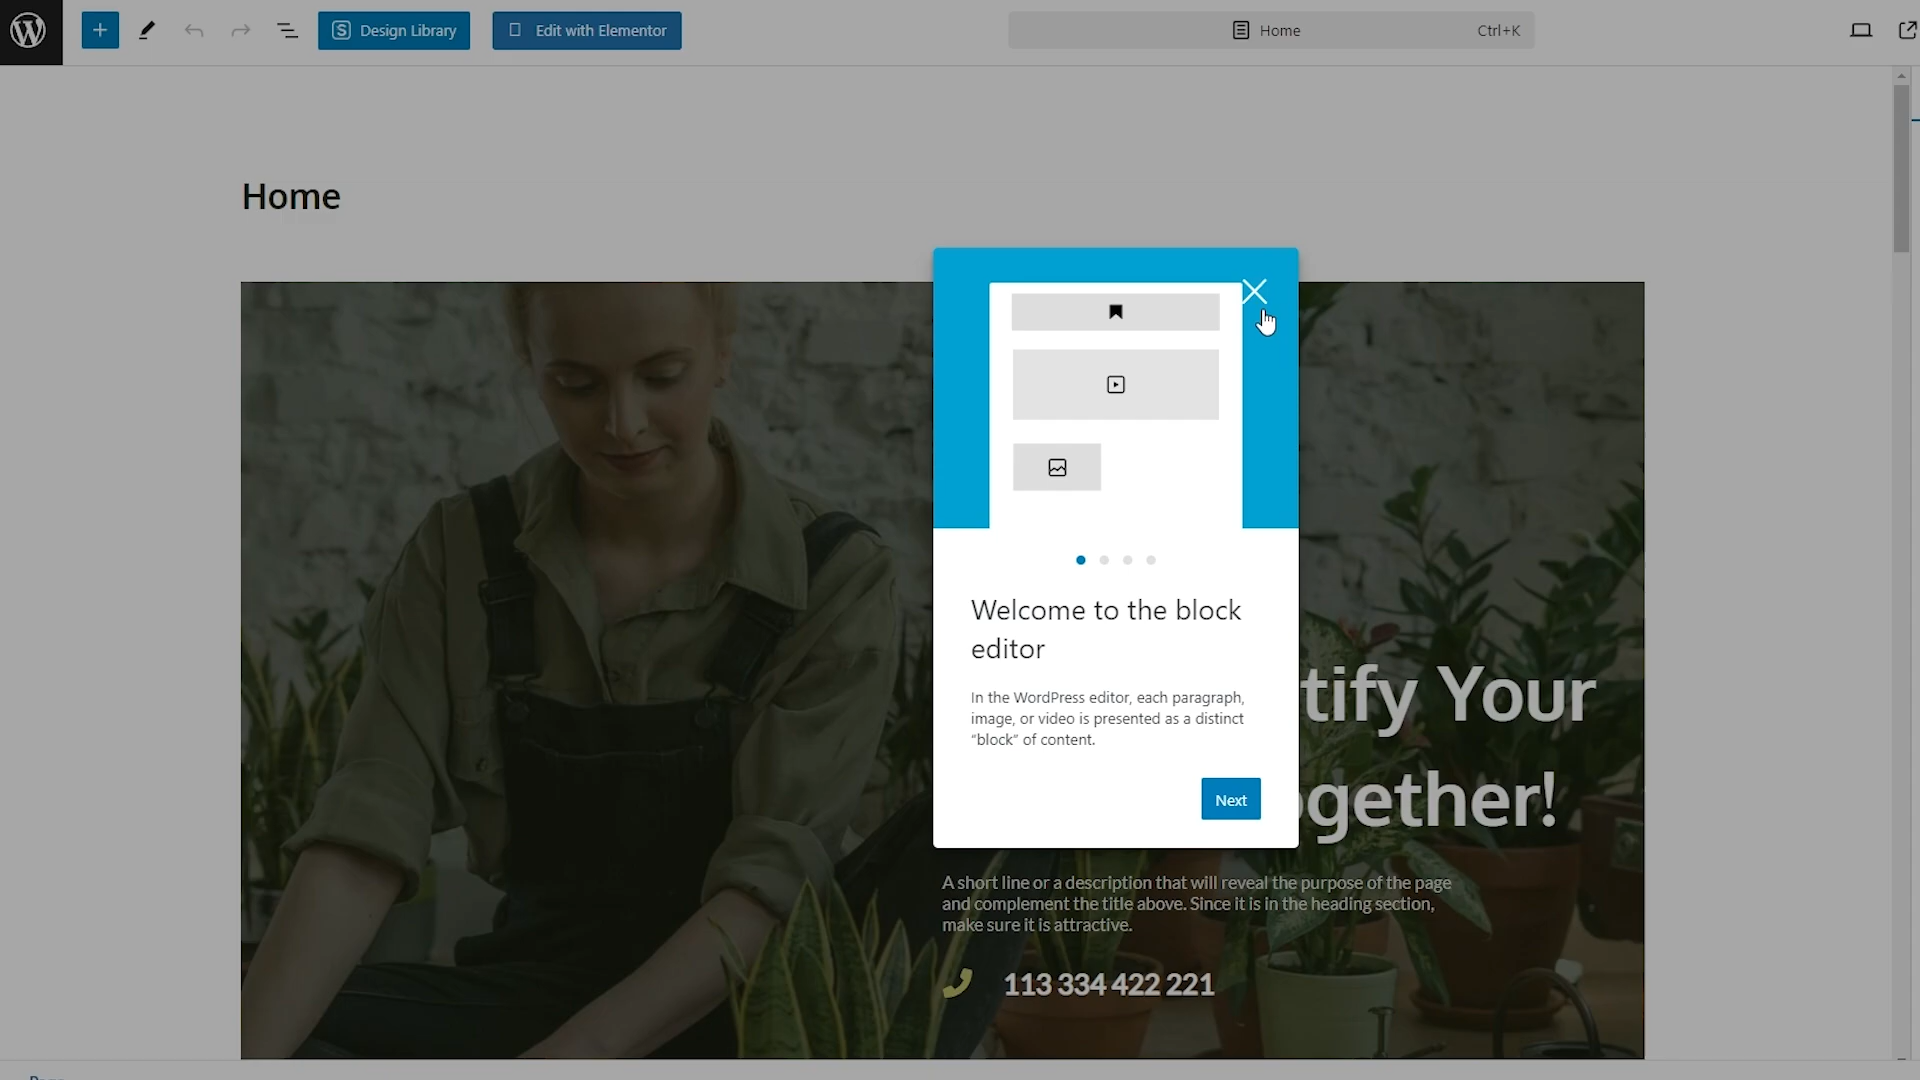 Design Library
Edit with Elementor
Home
Ctrl+K
Home
Welcome to the block
editor
In the WordPress editor, each paragraph,
image, or video is presented as a distinct
“block” of content.
Next
tify Your
gether!
A short line or a description that will reveal the purpose of the page
and complement the title above. Since it is in the heading section,
make sure it is attractive.
113 334 422 221